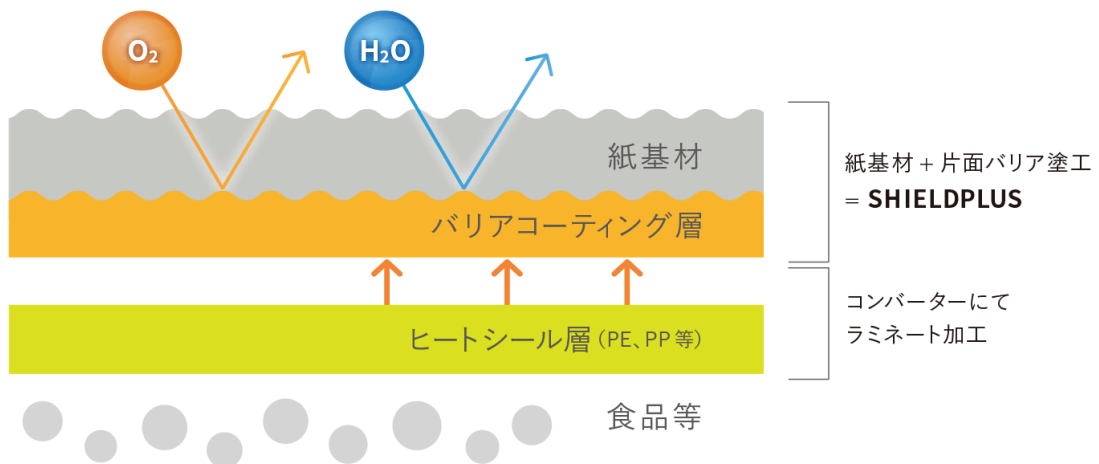 O₂
H₂O
紙基材
バリアコーティング層
紙基材 + 片面バリア塗工
= SHIELDPLUS
ヒートシール層(PE、PP等)
コンバーターにて
ラミネート加工
食品等